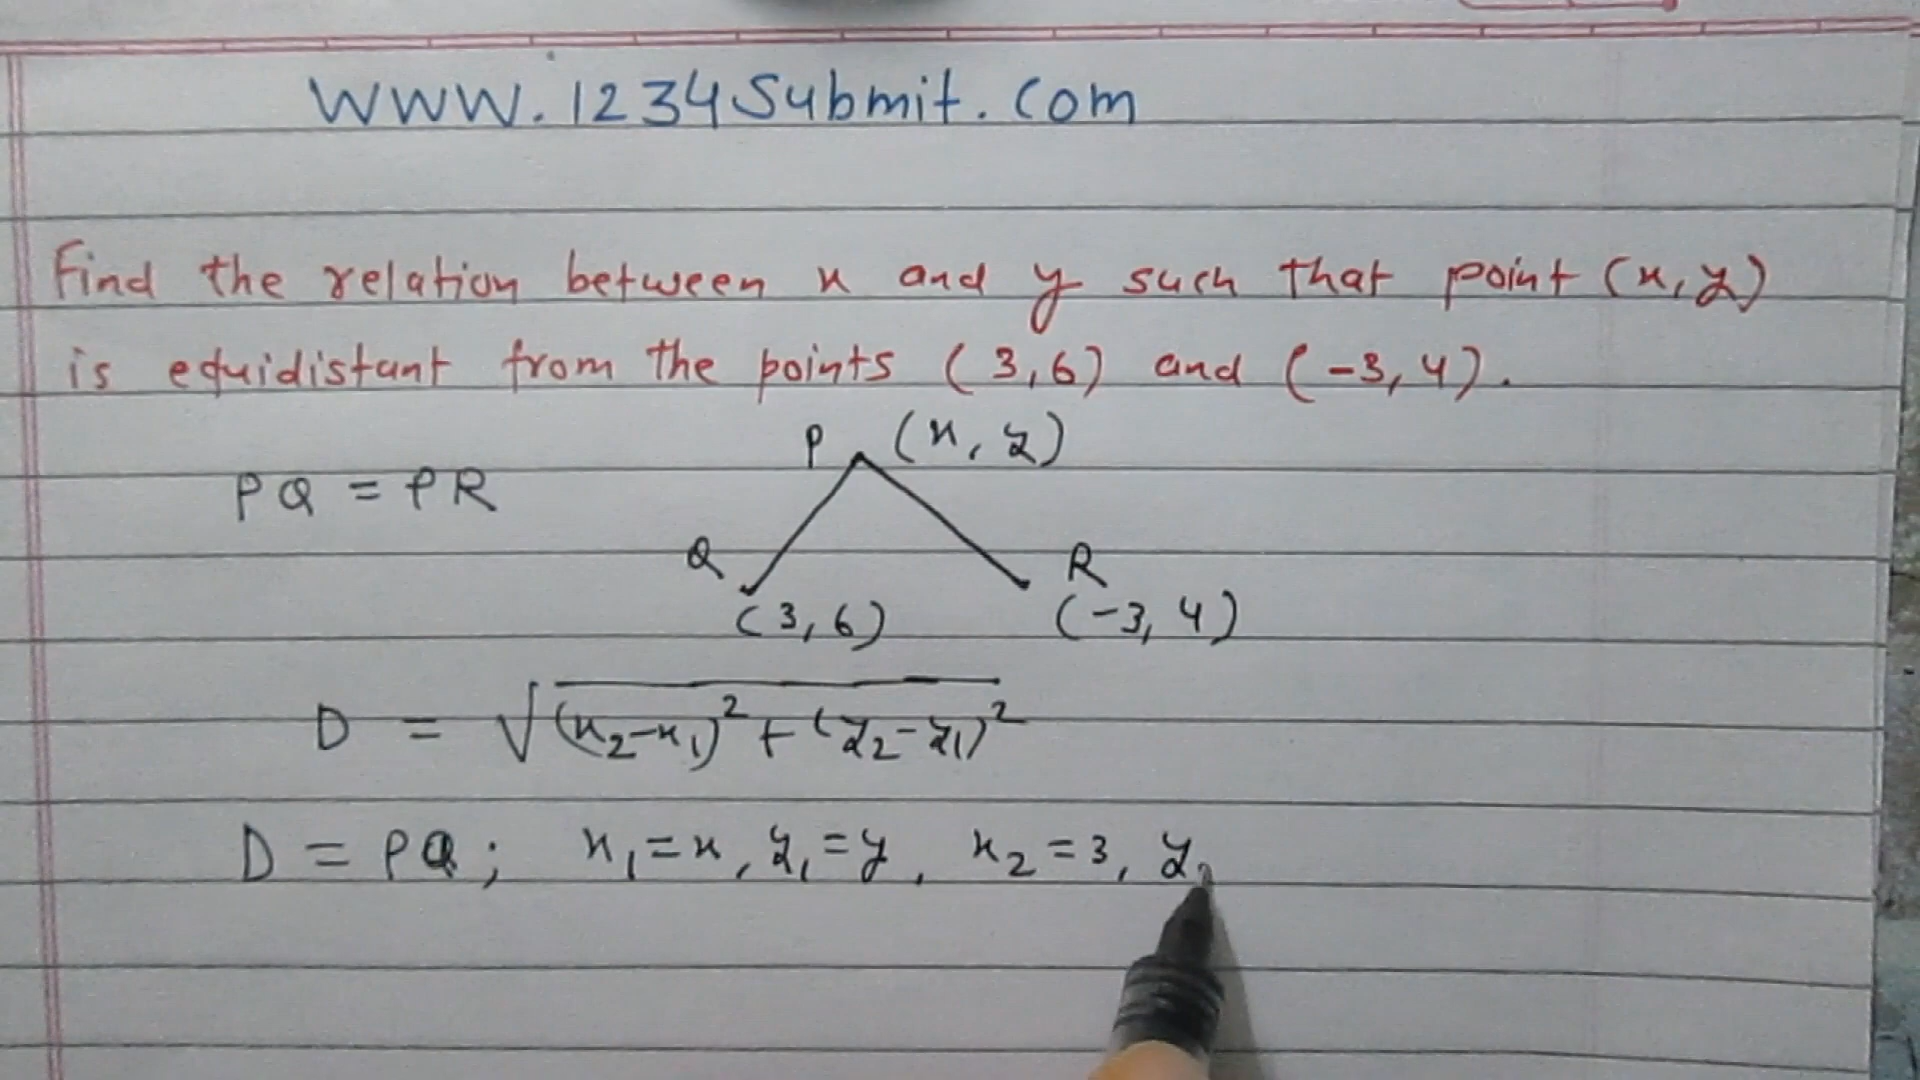 www.1234Submit.com
Find the relation between x and y such that point (x, y)
is equidistant from the points (3, 6) and (-3, 4).
P (x, y)
PQ = PR
Q R
(3, 6) (-3, 4)
D = √(x₂-x₁)² + (y₂-y₁)²
D = PQ; x₁ = x, y₁ = y, x₂ = 3, y₂